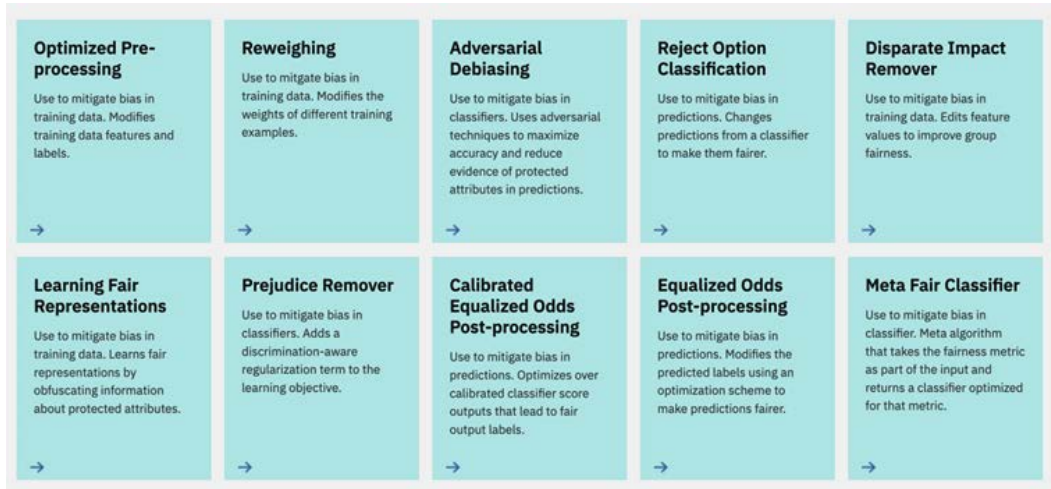 Optimized Pre-
processing
Use to mitigate bias in
training data. Modifies
training data features and
labels.
Reweighing
Use to mitgate bias in
training data. Modifies the
weights of different training
examples.
Adversarial
Debiasing
Use to mitigate bias in
classifiers. Uses adversarial
techniques to maximize
accuracy and reduce
evidence of protected
attributes in predictions.
Reject Option
Classification
Use to mitigate bias in
predictions. Changes
predictions from a classifier
to make them fairer.
Disparate Impact
Remover
Use to mitigate bias in
training data. Edits feature
values to improve group
fairness.
Learning Fair
Representations
Use to mitigate bias in
training data. Learns fair
representations by
obfuscating information
about protected attributes.
Prejudice Remover
Use to mitigate bias in
classifiers. Adds a
discrimination-aware
regularization term to the
learning objective.
Calibrated
Equalized Odds
Post-processing
Use to mitigate bias in
predictions. Optimizes over
calibrated classifier score
outputs that lead to fair
output labels.
Equalized Odds
Post-processing
Use to mitigate bias in
predictions. Modifies the
predicted labels using an
optimization scheme to
make predictions fairer.
Meta Fair Classifier
Use to mitigate bias in
classifier. Meta algorithm
that takes the fairness metric
as part of the input and
returns a classifier optimized
for that metric.